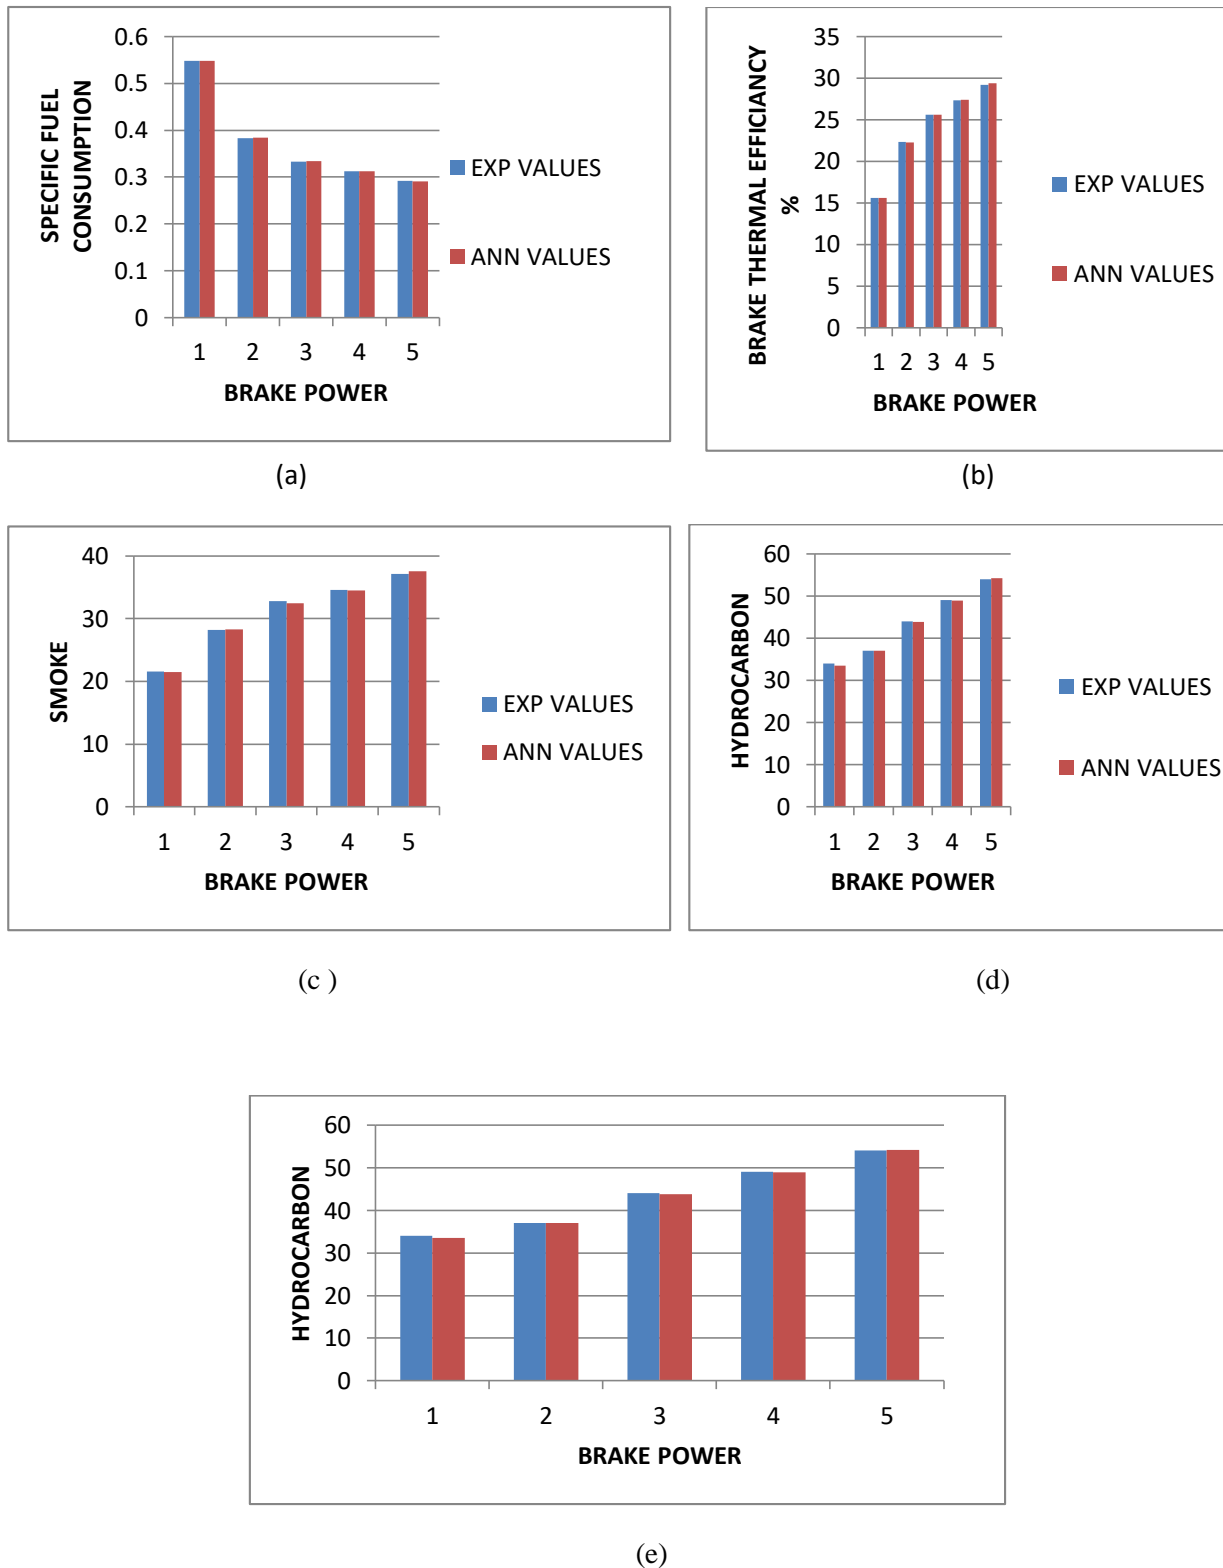 0.6
0.5
0.4
0.3
0.2
0.1
0
SPECIFIC FUEL
CONSUMPTION
1 2 3 4 5
BRAKE POWER
EXP VALUES
ANN VALUES
(a)
35
30
25
20
15
10
5
0
BRAKE THERMAL EFFICIANCY
%
1 2 3 4 5
BRAKE POWER
EXP VALUES
ANN VALUES
(b)
40
30
20
10
0
SMOKE
1 2 3 4 5
BRAKE POWER
EXP VALUES
ANN VALUES
(c )
60
50
40
30
20
10
0
HYDROCARBON
1 2 3 4 5
BRAKE POWER
EXP VALUES
ANN VALUES
(d)
60
50
40
30
20
10
0
HYDROCARBON
1 2 3 4 5
BRAKE POWER
(e)